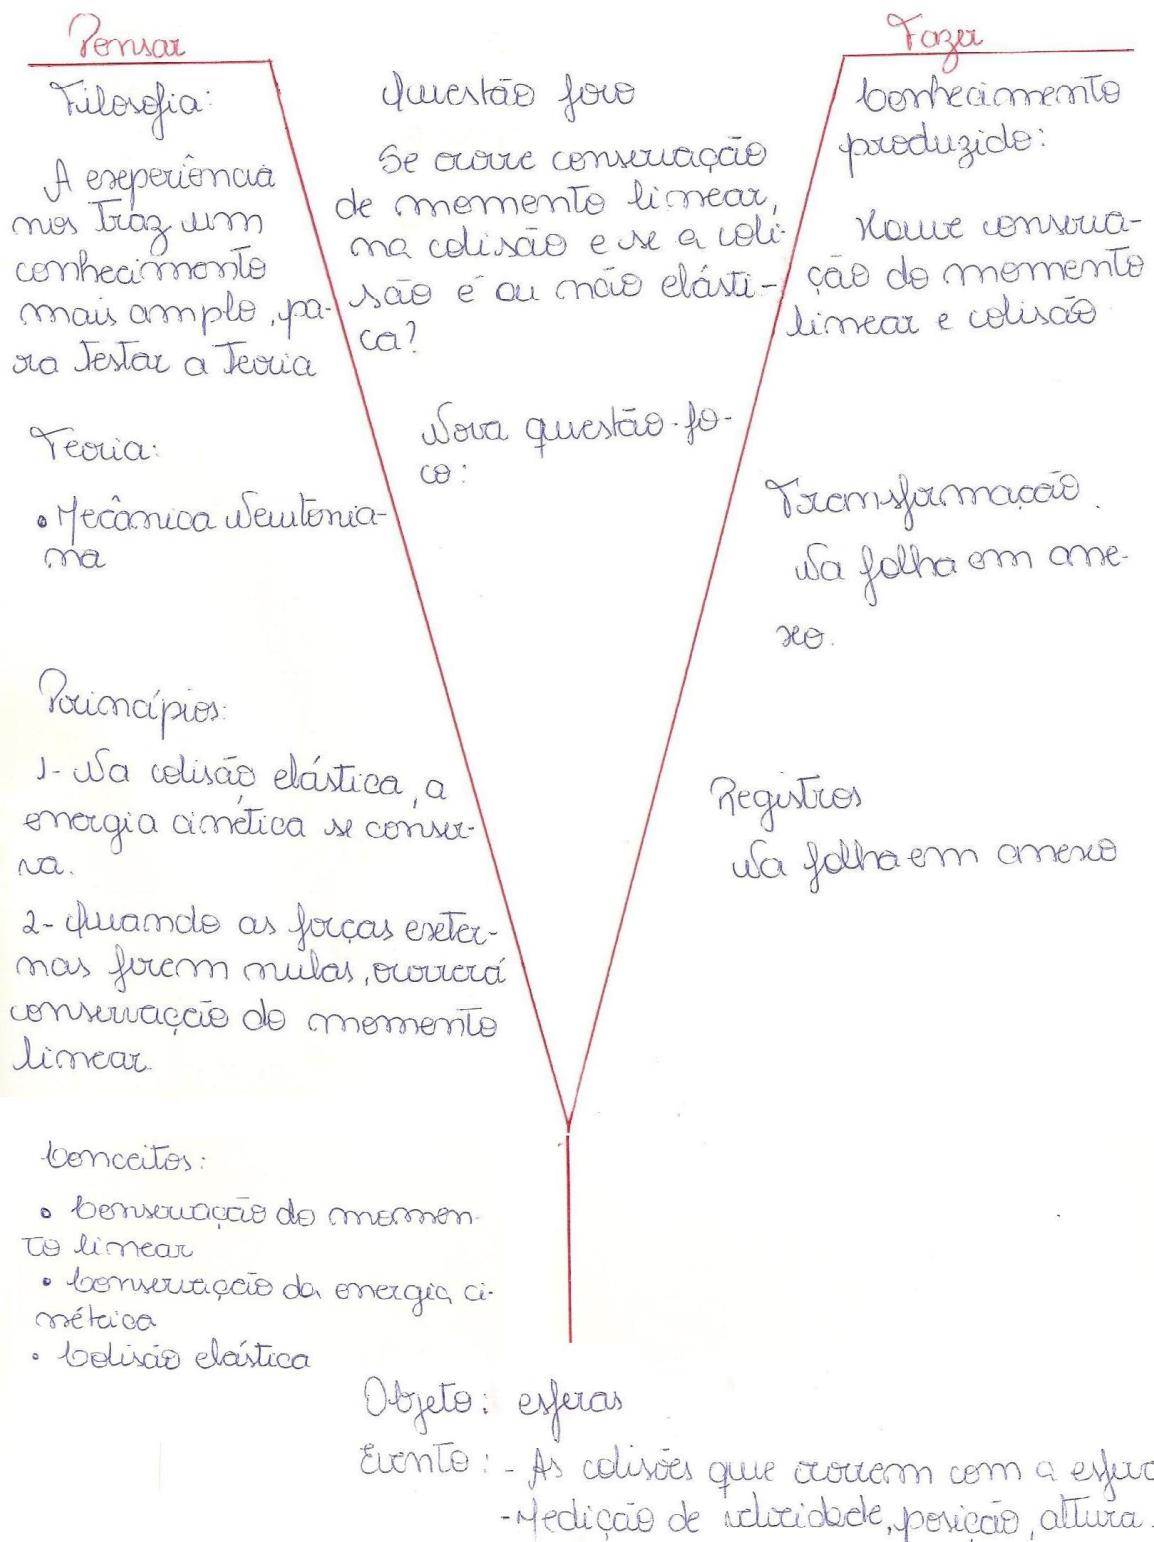 Pensar
Filosofia:
A experiência
nos traz um
conhecimento
mais amplo, pa-
ra testar a teoria
Teoria:
• Mecânica Newtonia-
na
Princípios:
1- Na colisão elástica, a
energia cinética se conser-
va.
2- Quando as forças exter-
nas forem nulas, ocorrerá
conservação do momento
linear.
Conceitos:
• Conservação do momen-
to linear
• Conservação da energia ci-
nética
• Colisão elástica
Questão foco
Se ocorre conservação
de momento linear,
na colisão e se a coli-
são é ou não elásti-
ca?
Nova questão-fo-
co:
Fazer
Conhecimento
produzido:
Houve conserva-
ção do momento
linear e colisão
Transformação.
Na folha em ane-
xo.
Registros
Na folha em anexo
Objeto: esferas
Evento: - As colisões que ocorrem com a esfera
- Medição de velocidade, posição, altura.